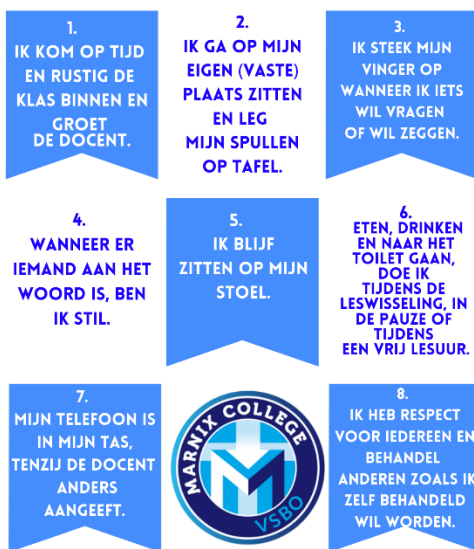 1.
IK KOM OP TIJD
EN RUSTIG DE
KLAS BINNEN EN
GROET
DE DOCENT.
2.
IK GA OP MIJN
EIGEN (VASTE)
PLAATS ZITTEN
EN LEG
MIJN SPULLEN
OP TAFEL.
3.
IK STEEK MIJN
VINGER OP
WANNEER IK IETS
WIL VRAGEN
OF WIL ZEGGEN.
4.
WANNEER ER
IEMAND AAN HET
WOORD IS, BEN
IK STIL.
5.
IK BLIJF
ZITTEN OP MIJN
STOEL.
6.
ETEN, DRINKEN
EN NAAR HET
TOILET GAAN,
DOE IK
TIJDENS DE
LESWISSELING, IN
DE PAUZE OF
TIJDENS
EEN VRIJ LESUUR.
7.
MIJN TELEFOON IS
IN MIJN TAS,
TENZIJ DE DOCENT
ANDERS
AANGEEFT.
MARNIX COLLEGE
VSBO
8.
IK HEB RESPECT
VOOR IEDEREEN EN
BEHANDEL
ANDEREN ZOALS IK
ZELF BEHANDELD
WIL WORDEN.